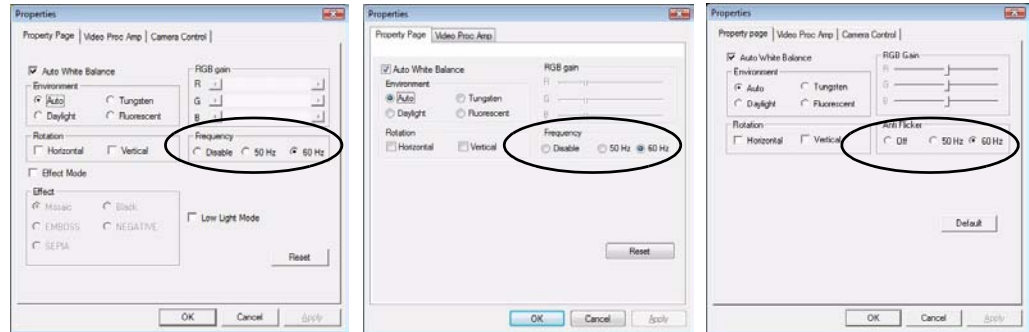 Properties
Property Page | Video Proc Amp | Camera Control
Auto White Balance
Environment
Auto
Tungsten
Daylight
Fluorescent
RGB gain
R
G
B
Rotation
Horizontal
Vertical
Frequency
Disable
50 Hz
60 Hz
Effect Mode
Effect
Mosaic
Black
EMBOSS
NEGATIVE
SEPIA
Low Light Mode
Reset
OK
Cancel
Apply
Properties
Property Page
Video Proc Amp
Auto White Balance
Environment
Auto
Tungsten
Daylight
Fluorescent
RGB gain
R
G
B
Rotation
Horizontal
Vertical
Frequency
Disable
50 Hz
60 Hz
Reset
OK
Cancel
Apply
Properties
Property page | Video Proc Amp | Camera Control
Auto White Balance
Environment
Auto
Tungsten
Daylight
Fluorescent
RGB Gain
R
G
B
Rotation
Horizontal
Vertical
Anti Flicker
Off
50 Hz
60 Hz
Default
OK
Cancel
Apply